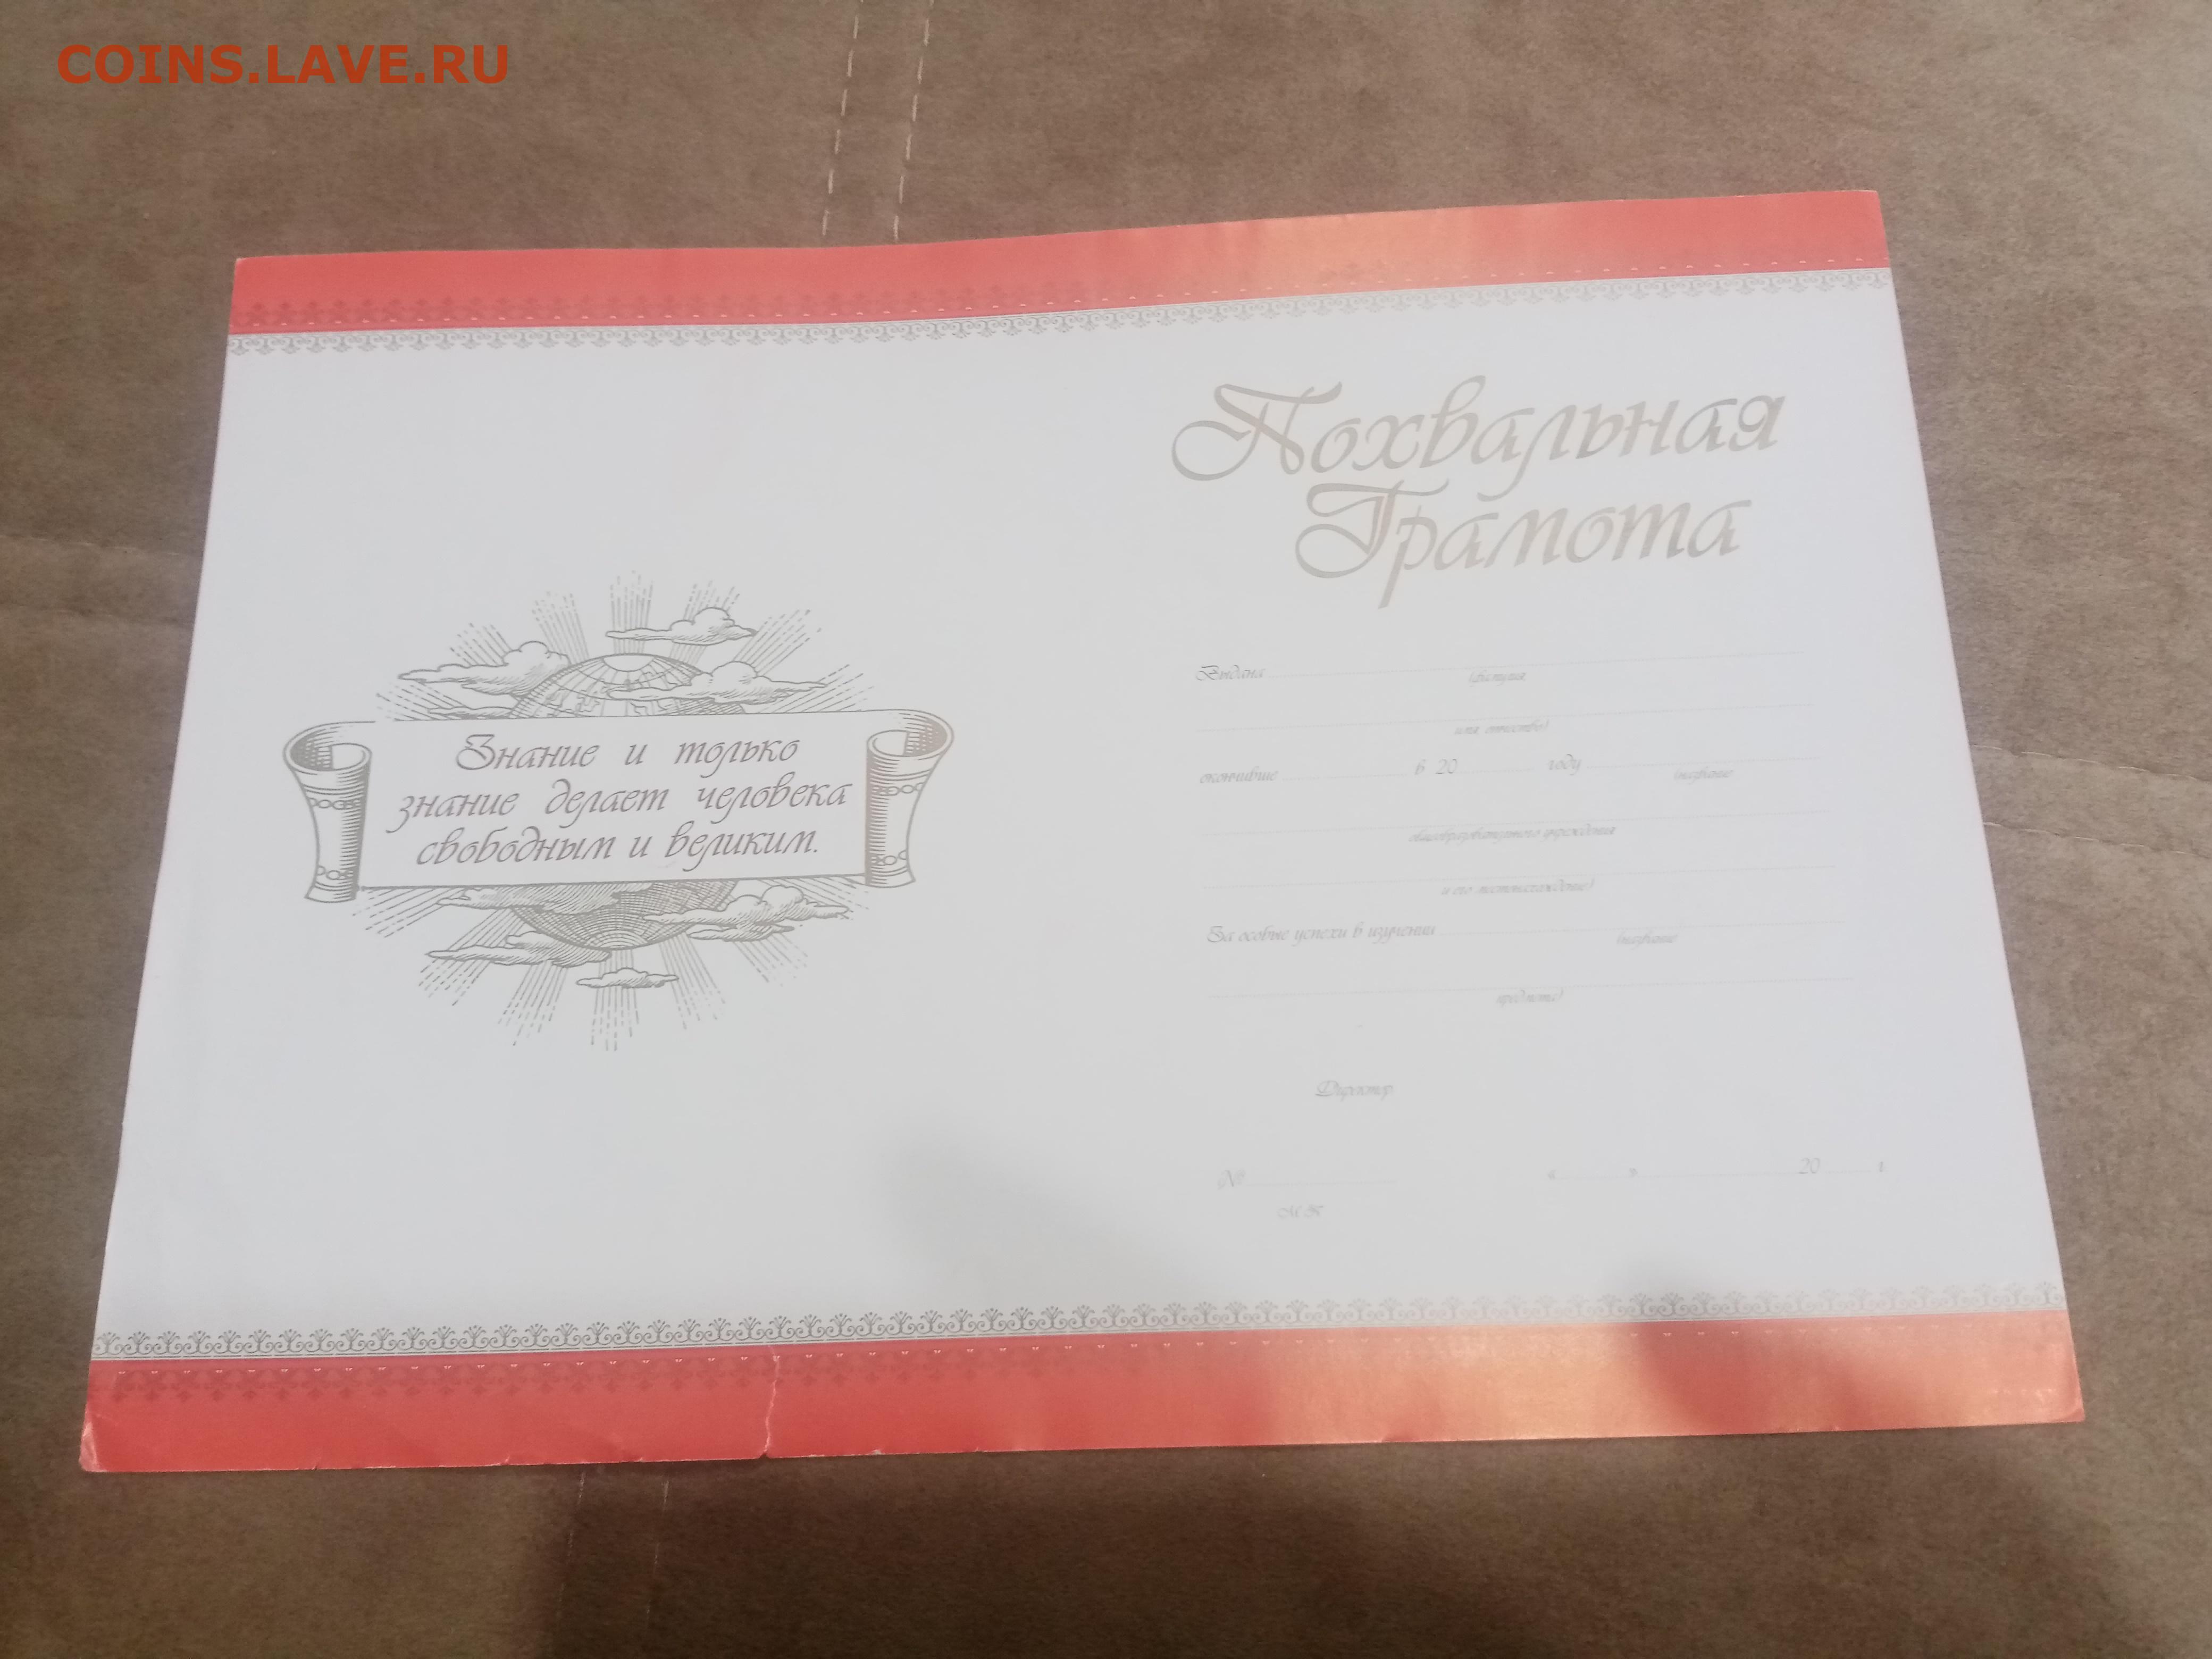 COINS.LAVE.RU
Знание и только
знание делает человека
свободным и великим.
Похвальная
Грамота
Выдана
(фамилия,
имя, отчество)
окончивше
в 20 году
(название
общеобразовательного учреждения
и его местонахождение)
За особые успехи в изучении
(название
предмета)
Директор
№
« » 20 г.
М.П.